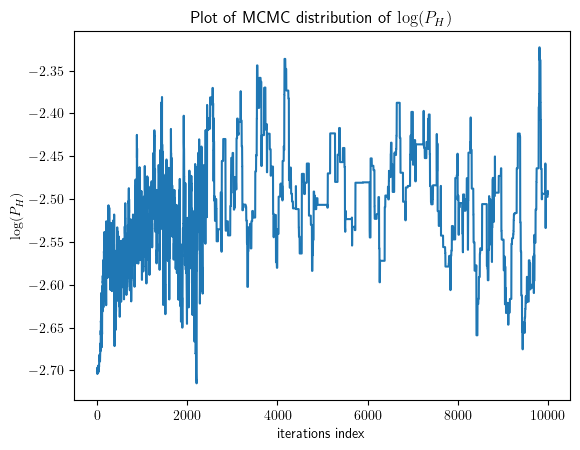 Plot of MCMC distribution of log(P_H)
log(P_H)
−2.35
−2.40
−2.45
−2.50
−2.55
−2.60
−2.65
−2.70
0 2000 4000 6000 8000 10000
iterations index